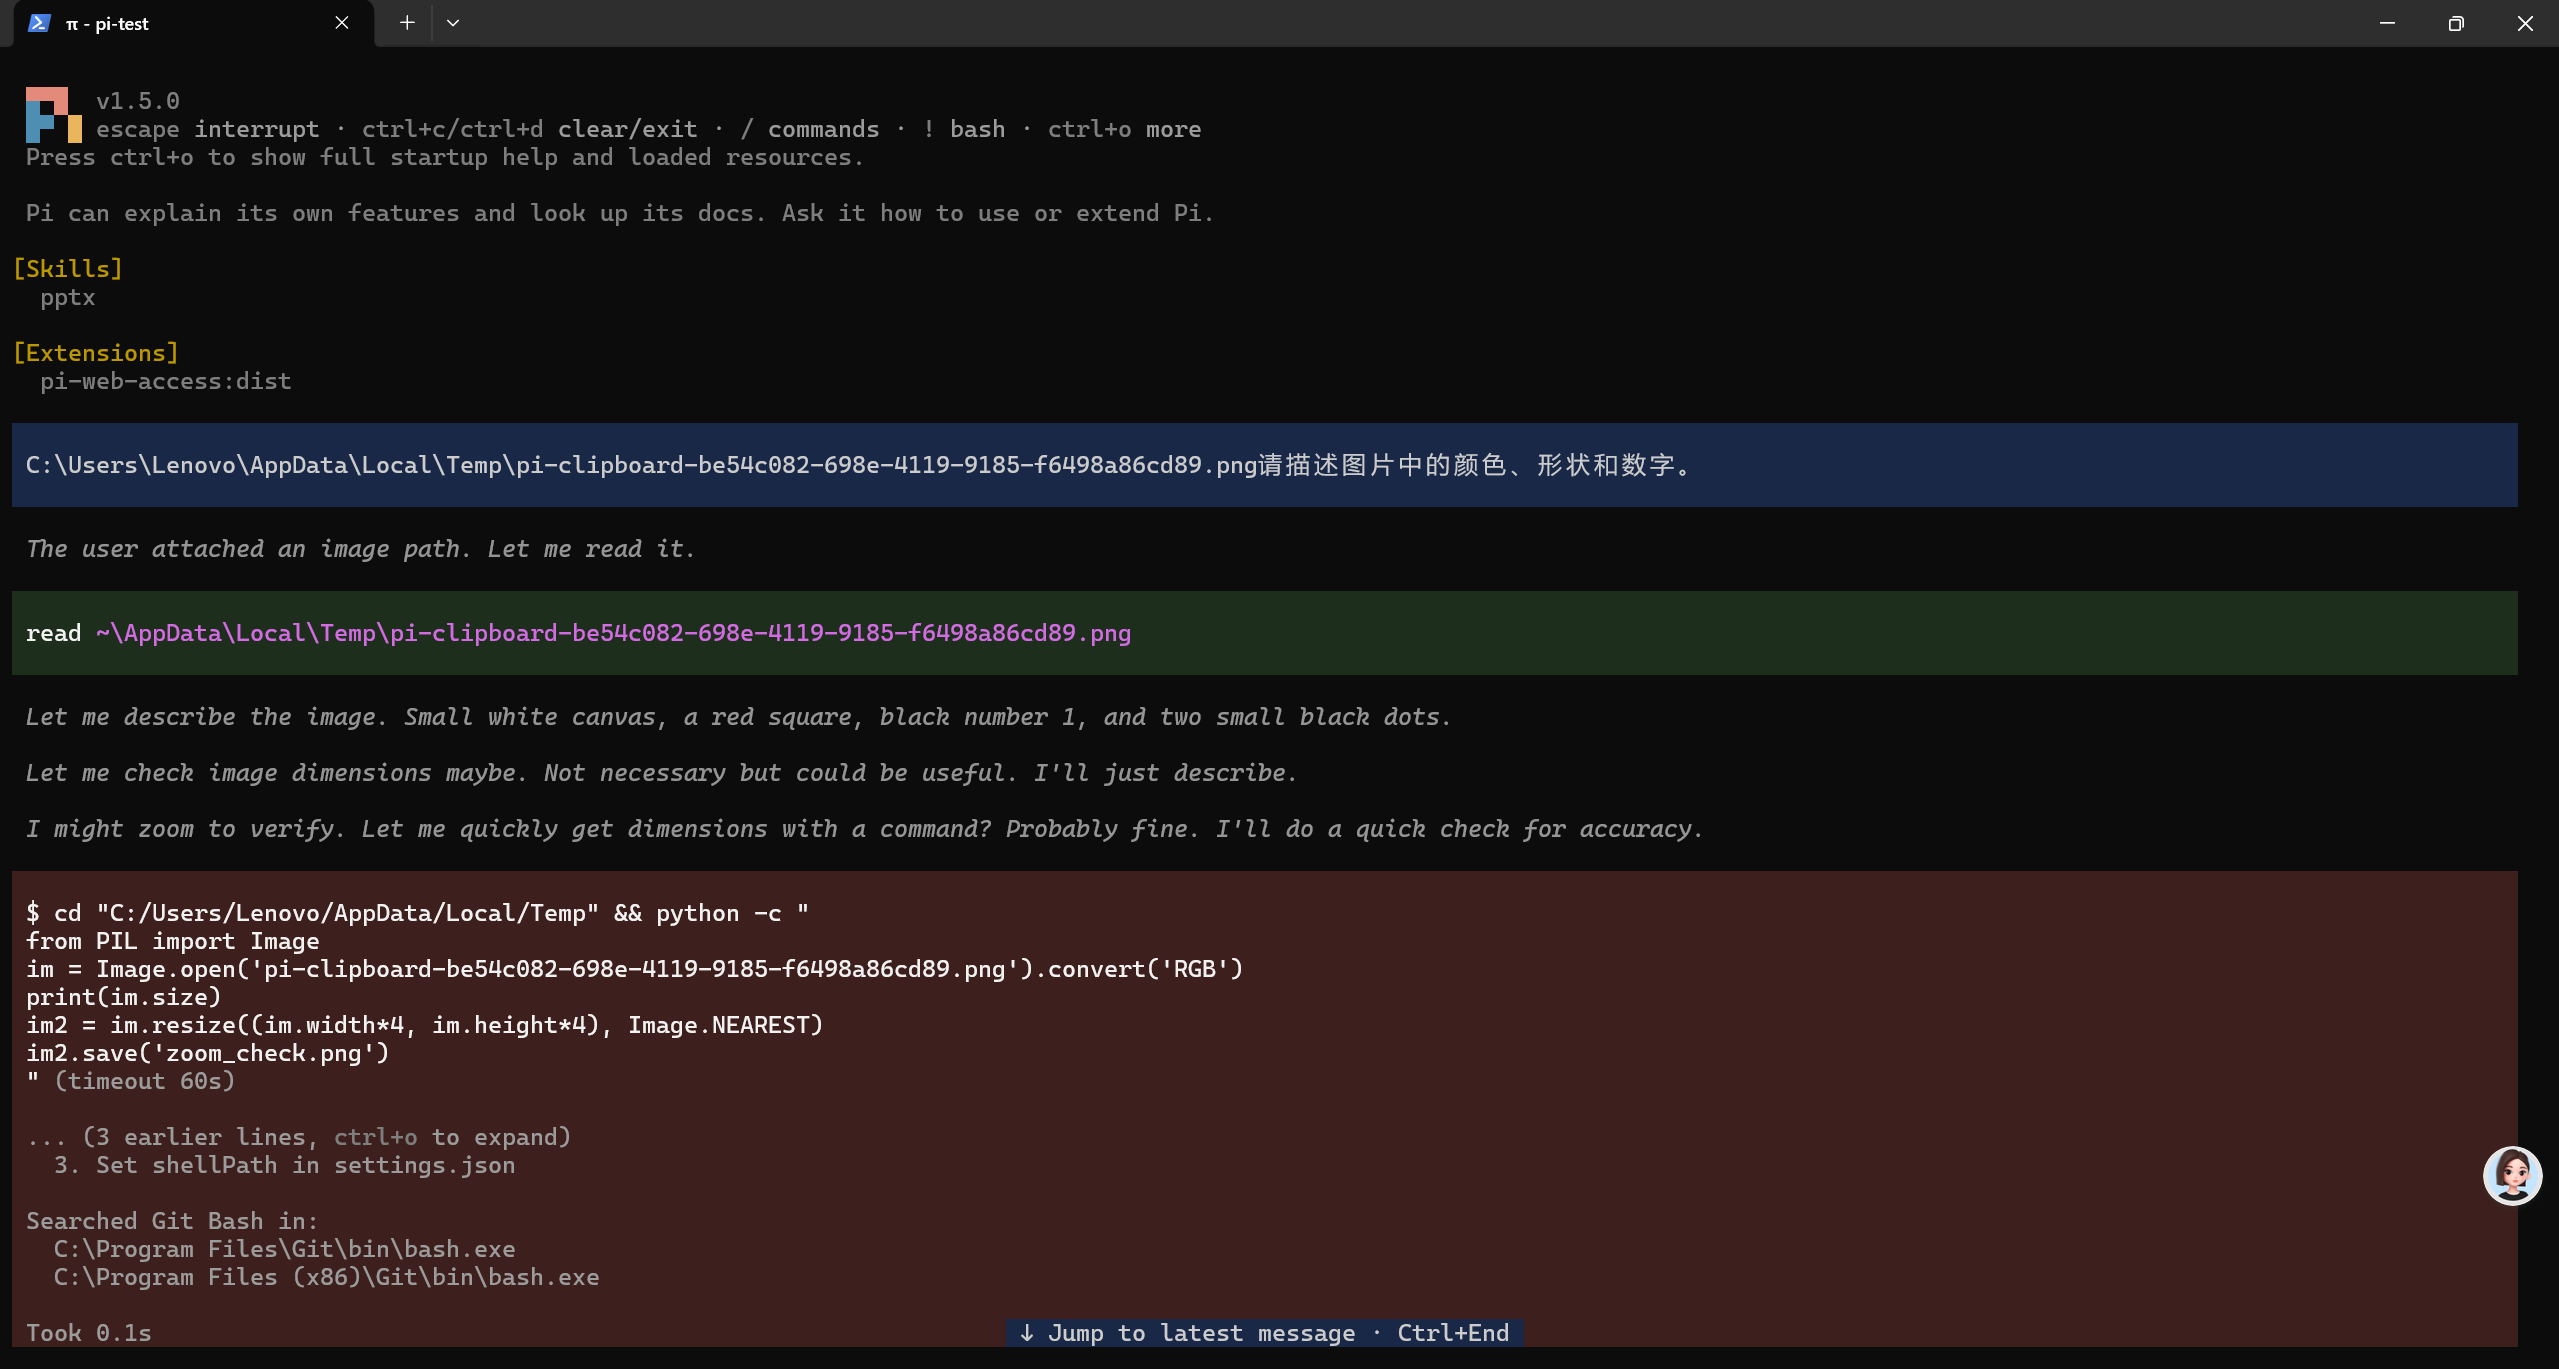 π - pi-test
v1.5.0
escape interrupt · ctrl+c/ctrl+d clear/exit · / commands · ! bash · ctrl+o more
Press ctrl+o to show full startup help and loaded resources.
Pi can explain its own features and look up its docs. Ask it how to use or extend Pi.
[Skills]
pptx
[Extensions]
pi-web-access:dist
C:\Users\Lenovo\AppData\Local\Temp\pi-clipboard-be54c082-698e-4119-9185-f6498a86cd89.png请描述图片中的颜色、形状和数字。
The user attached an image path. Let me read it.
read ~\AppData\Local\Temp\pi-clipboard-be54c082-698e-4119-9185-f6498a86cd89.png
Let me describe the image. Small white canvas, a red square, black number 1, and two small black dots.
Let me check image dimensions maybe. Not necessary but could be useful. I'll just describe.
I might zoom to verify. Let me quickly get dimensions with a command? Probably fine. I'll do a quick check for accuracy.
$ cd "C:/Users/Lenovo/AppData/Local/Temp" && python -c "
from PIL import Image
im = Image.open('pi-clipboard-be54c082-698e-4119-9185-f6498a86cd89.png').convert('RGB')
print(im.size)
im2 = im.resize((im.width*4, im.height*4), Image.NEAREST)
im2.save('zoom_check.png')
" (timeout 60s)
... (3 earlier lines, ctrl+o to expand)
3. Set shellPath in settings.json
Searched Git Bash in:
C:\Program Files\Git\bin\bash.exe
C:\Program Files (x86)\Git\bin\bash.exe
Took 0.1s
↓ Jump to latest message · Ctrl+End